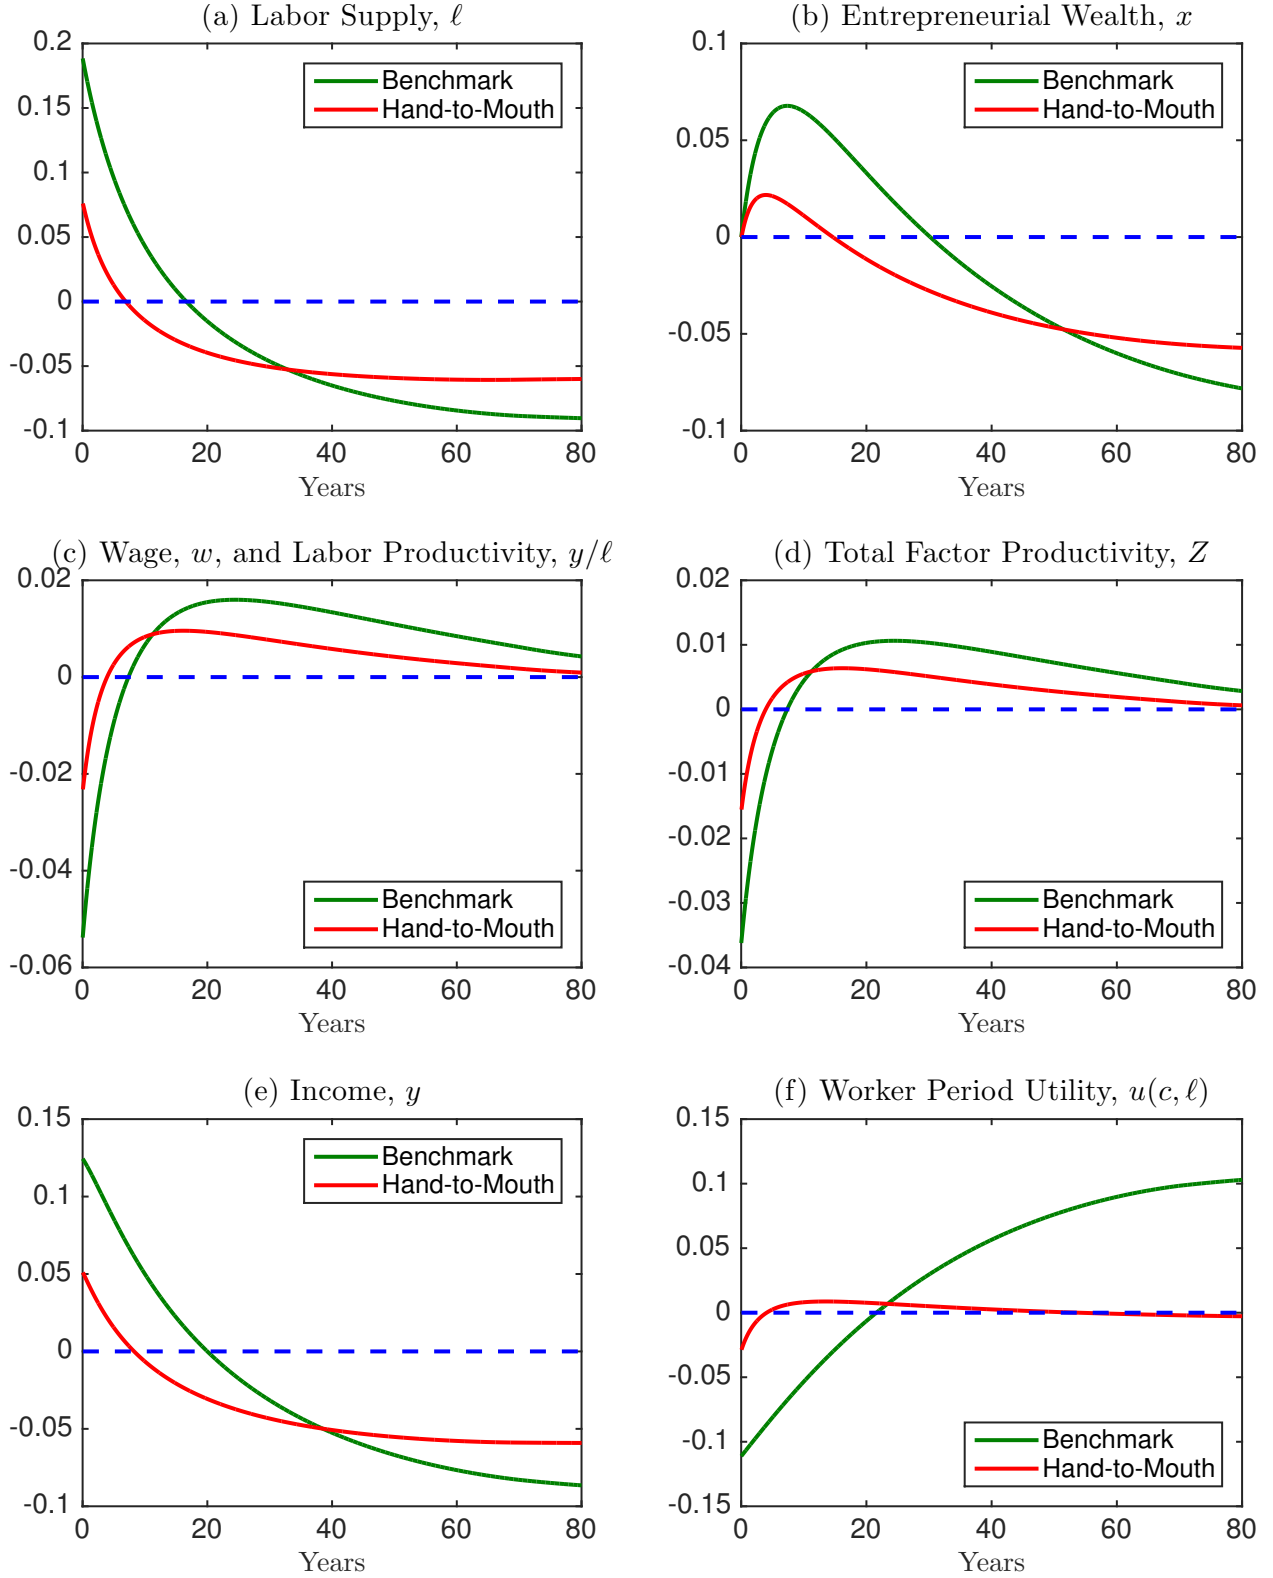 (a) Labor Supply, ℓ
0.2
0.15
0.1
0.05
0
-0.05
-0.1
Benchmark
Hand-to-Mouth
0 20 40 60 80
Years
(b) Entrepreneurial Wealth, x
0.1
0.05
0
-0.05
-0.1
Benchmark
Hand-to-Mouth
0 20 40 60 80
Years
(c) Wage, w, and Labor Productivity, y/ℓ
0.02
0
-0.02
-0.04
-0.06
Benchmark
Hand-to-Mouth
0 20 40 60 80
Years
(d) Total Factor Productivity, Z
0.02
0.01
0
-0.01
-0.02
-0.03
-0.04
Benchmark
Hand-to-Mouth
0 20 40 60 80
Years
(e) Income, y
0.15
0.1
0.05
0
-0.05
-0.1
Benchmark
Hand-to-Mouth
0 20 40 60 80
Years
(f) Worker Period Utility, u(c, ℓ)
0.15
0.1
0.05
0
-0.05
-0.1
-0.15
Benchmark
Hand-to-Mouth
0 20 40 60 80
Years